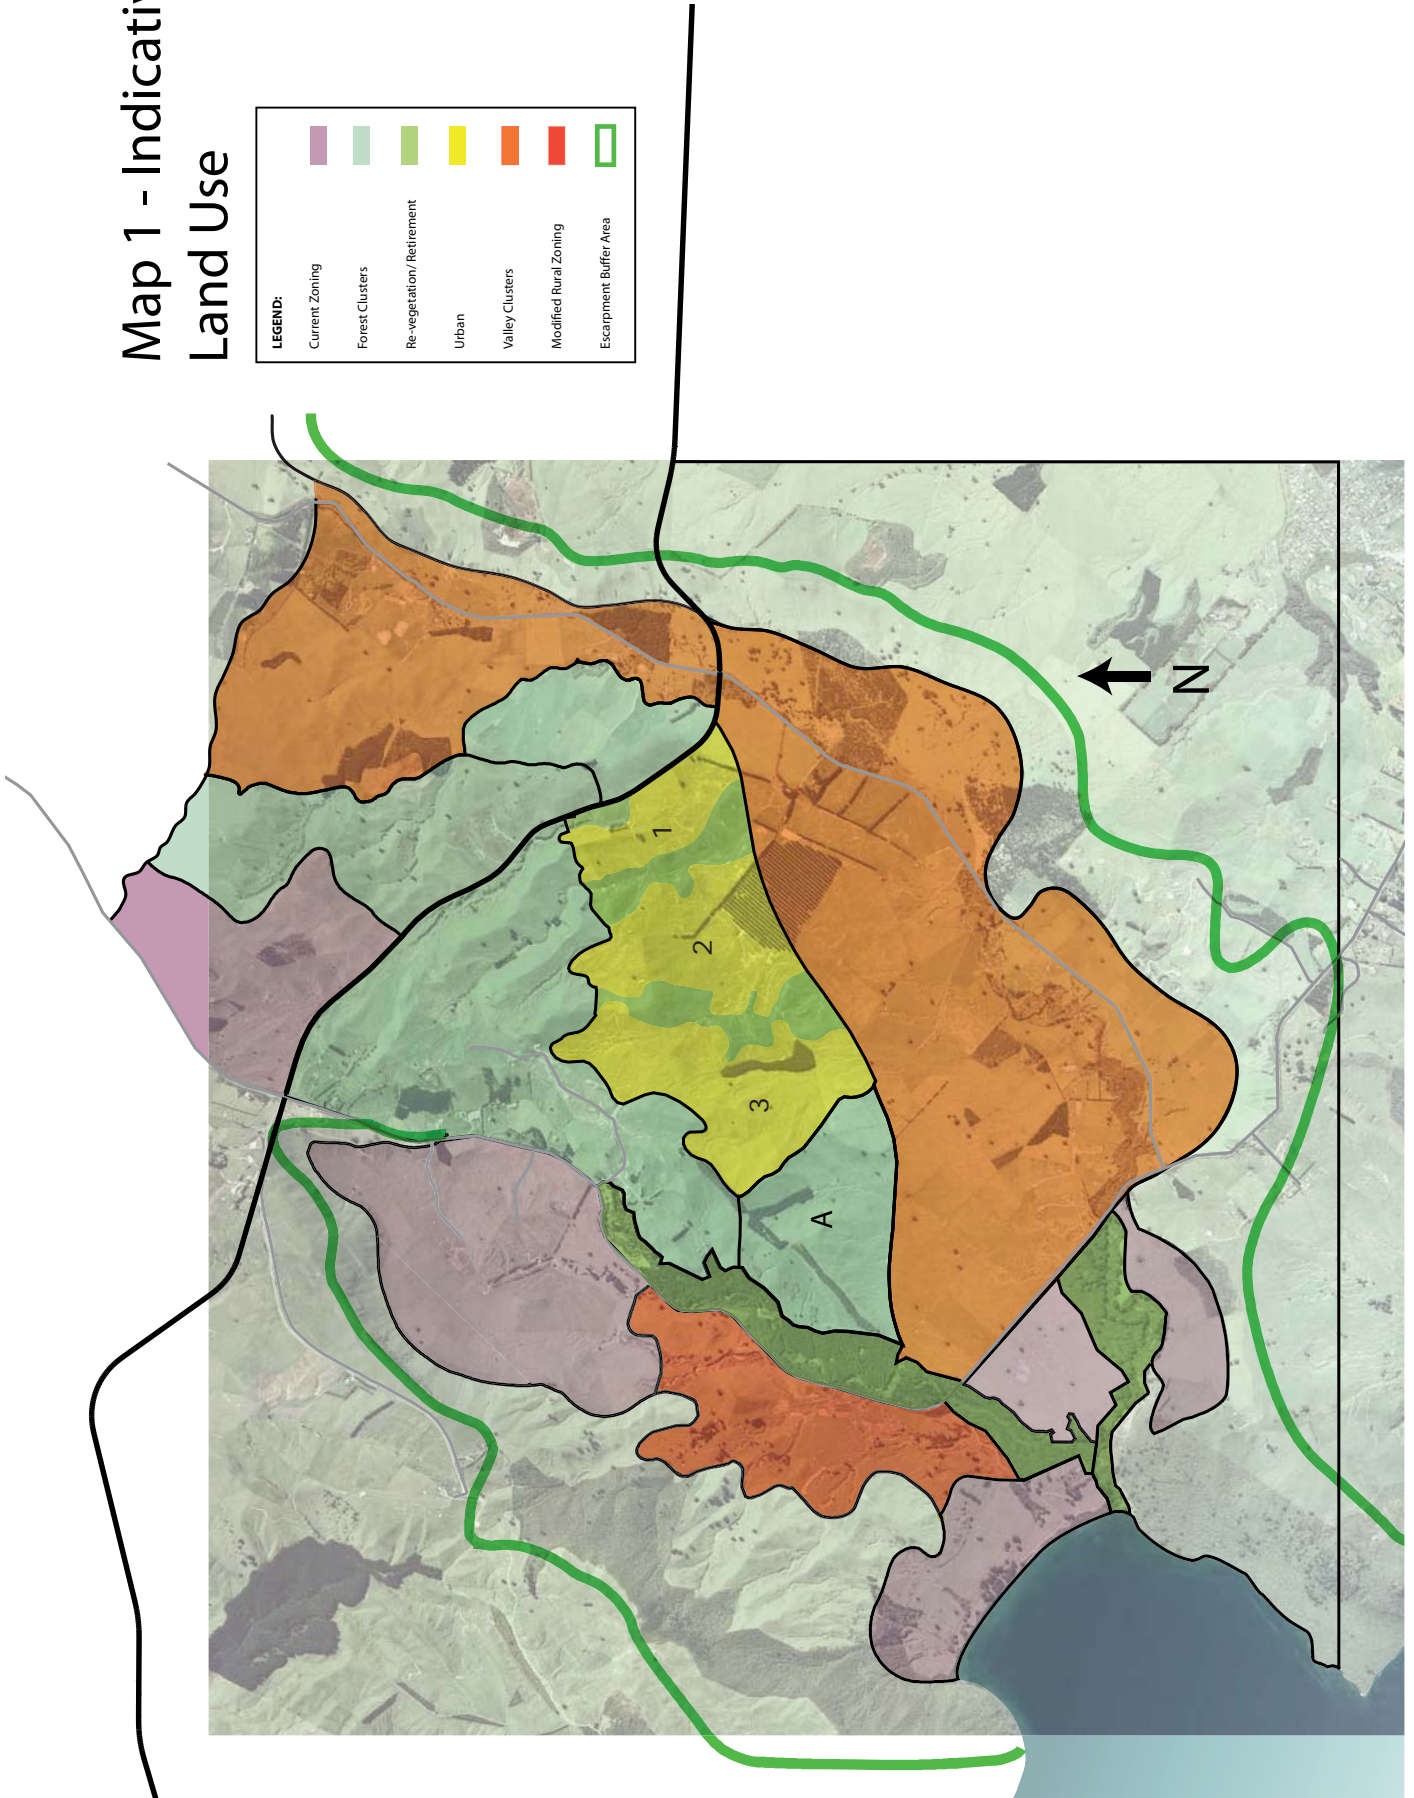 Map 1 - Indicativ
Land Use
LEGEND:
Current Zoning
Forest Clusters
Re-vegetation/ Retirement
Urban
Valley Clusters
Modified Rural Zoning
Escarpment Buffer Area
1
2
3
A
N